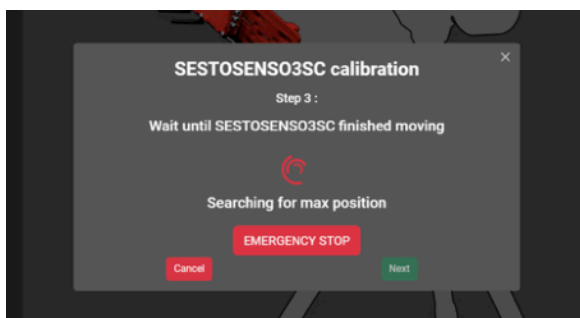 SESTOSENSO3SC calibration
Step 3 :
Wait until SESTOSENSO3SC finished moving
Searching for max position
EMERGENCY STOP
Cancel
Next